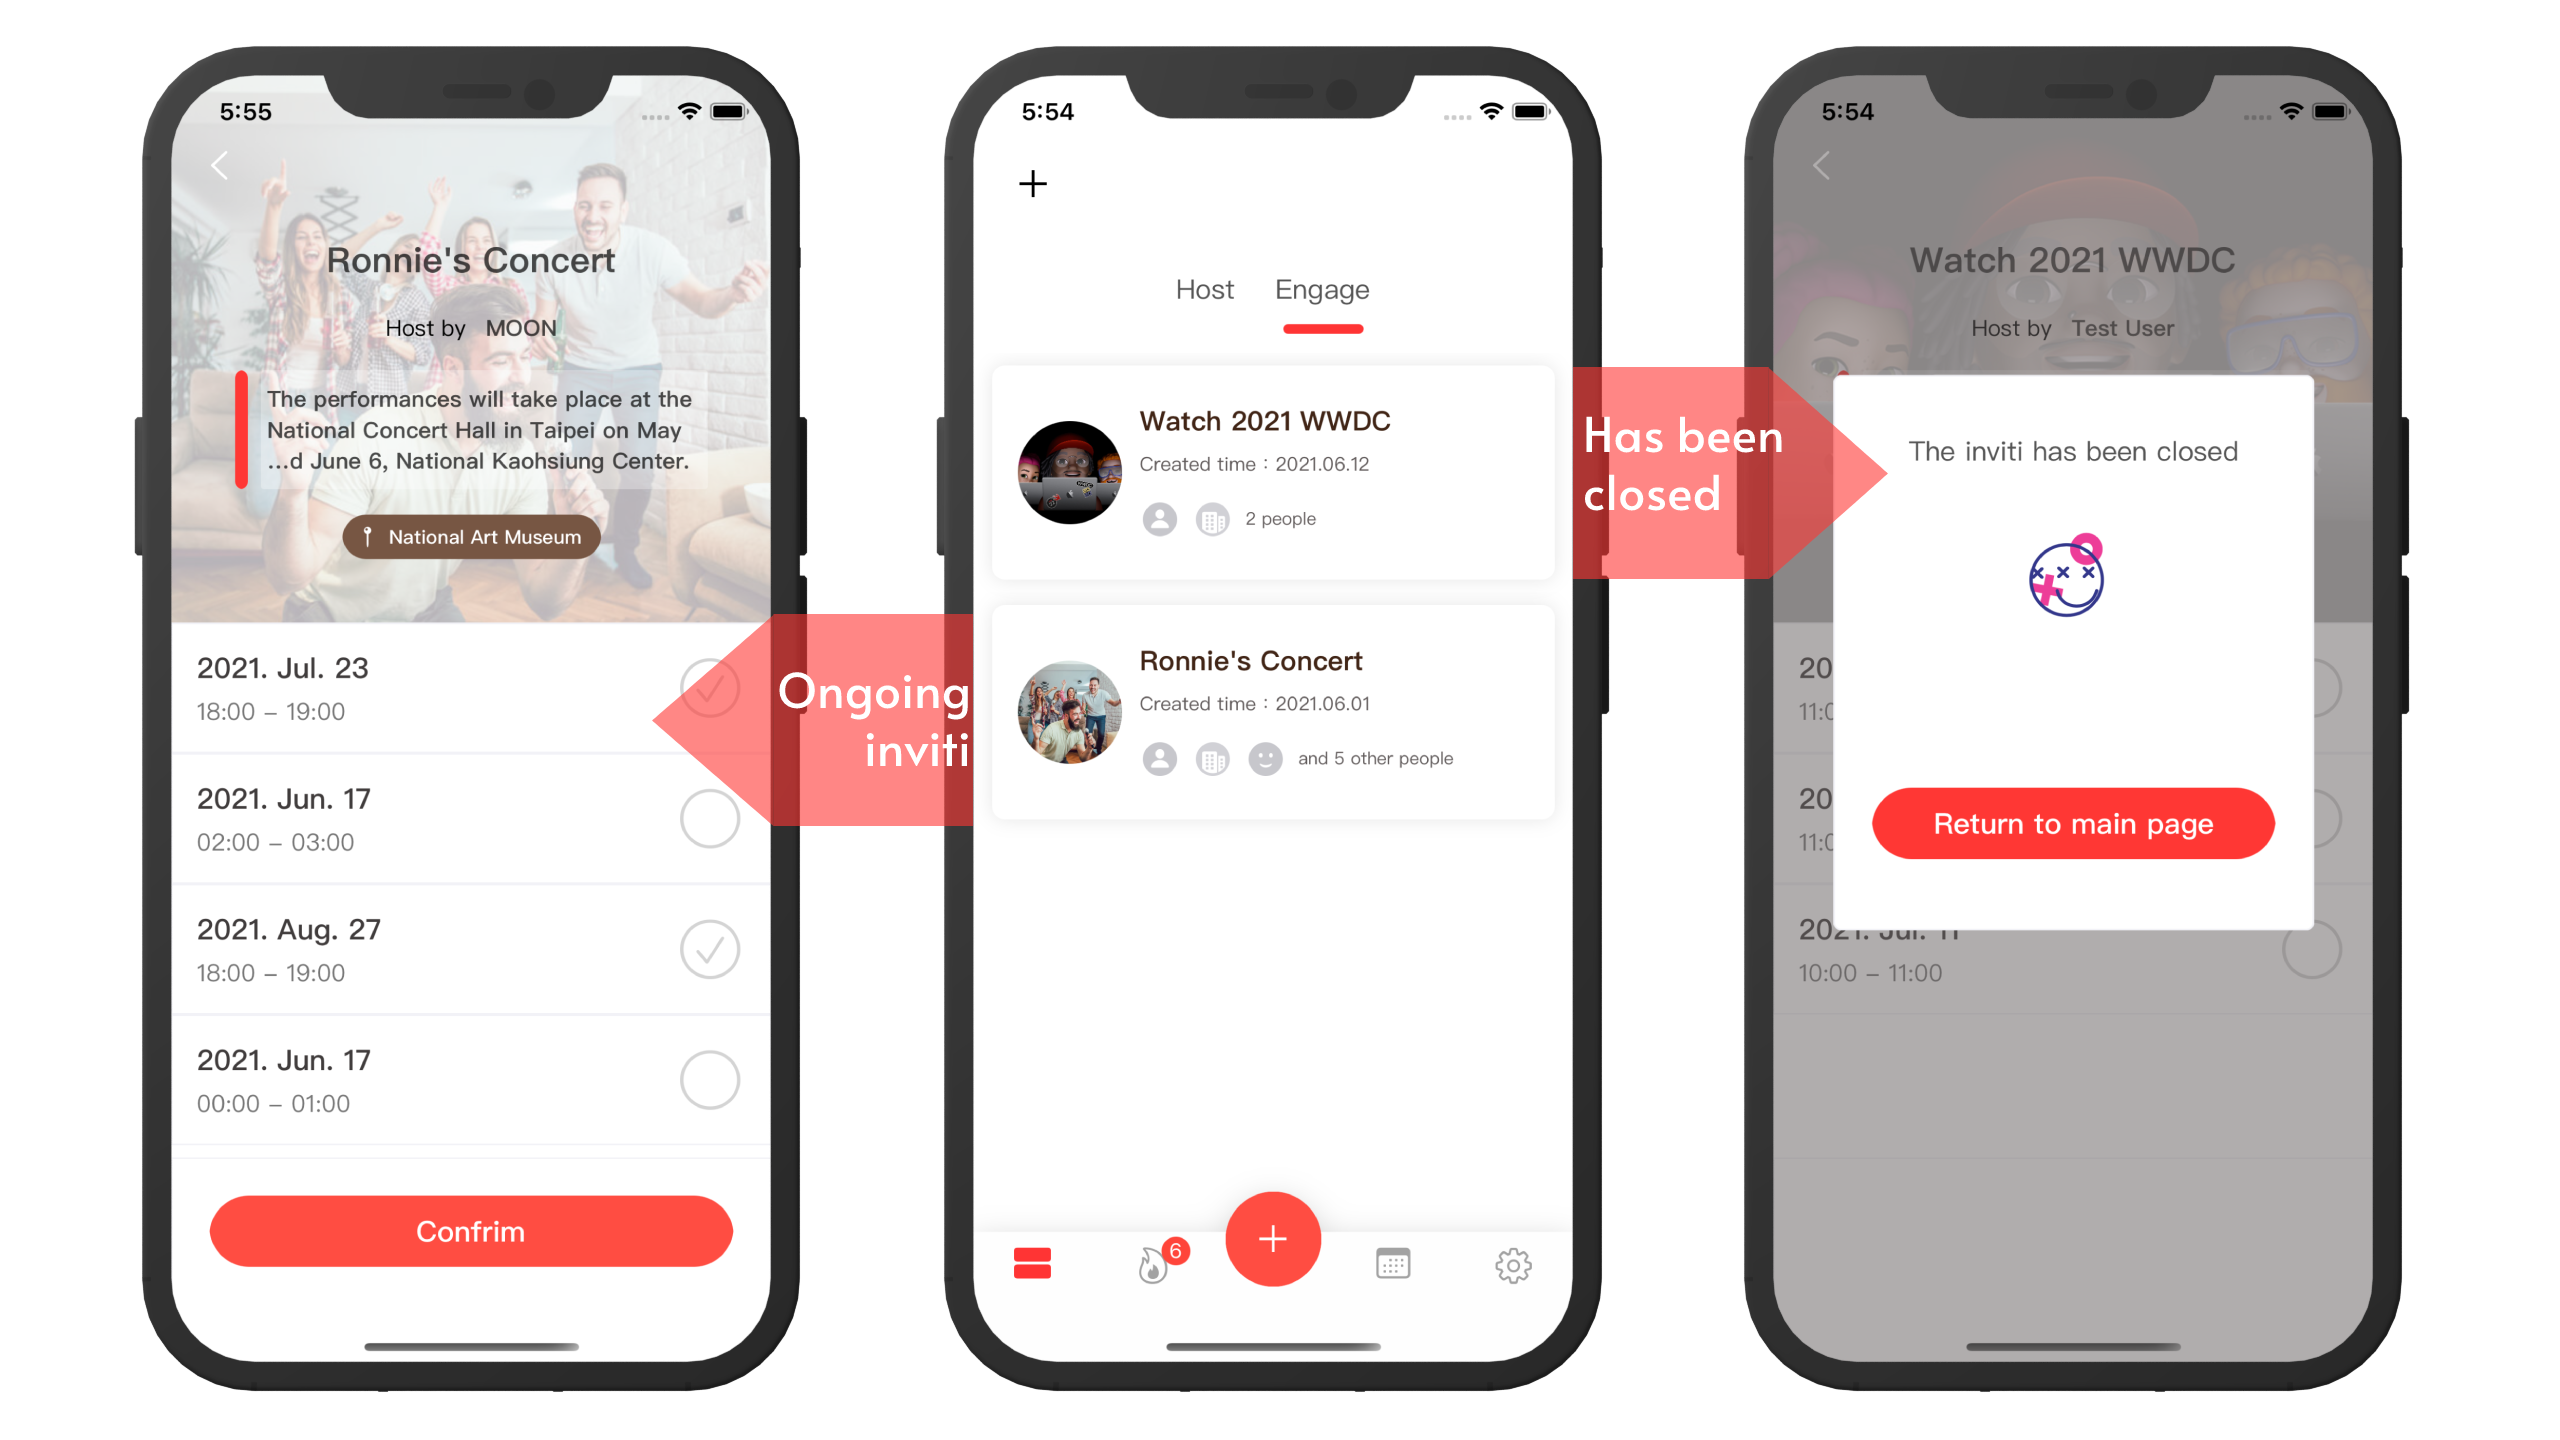 5:55
Ronnie's Concert
Host by MOON
The performances will take place at the
National Concert Hall in Taipei on May
...d June 6, National Kaohsiung Center.
National Art Museum
2021. Jul. 23
18:00 – 19:00
2021. Jun. 17
02:00 – 03:00
2021. Aug. 27
18:00 – 19:00
2021. Jun. 17
00:00 – 01:00
Confrim
Ongoing
inviti
5:54
Host Engage
Watch 2021 WWDC
Created time : 2021.06.12
2 people
Ronnie's Concert
Created time : 2021.06.01
and 5 other people
6
Has been
closed
5:54
Watch 2021 WWDC
Host by Test User
The inviti has been closed
Return to main page
20
11:0
20
11:0
2021. Jul. 11
10:00 – 11:00